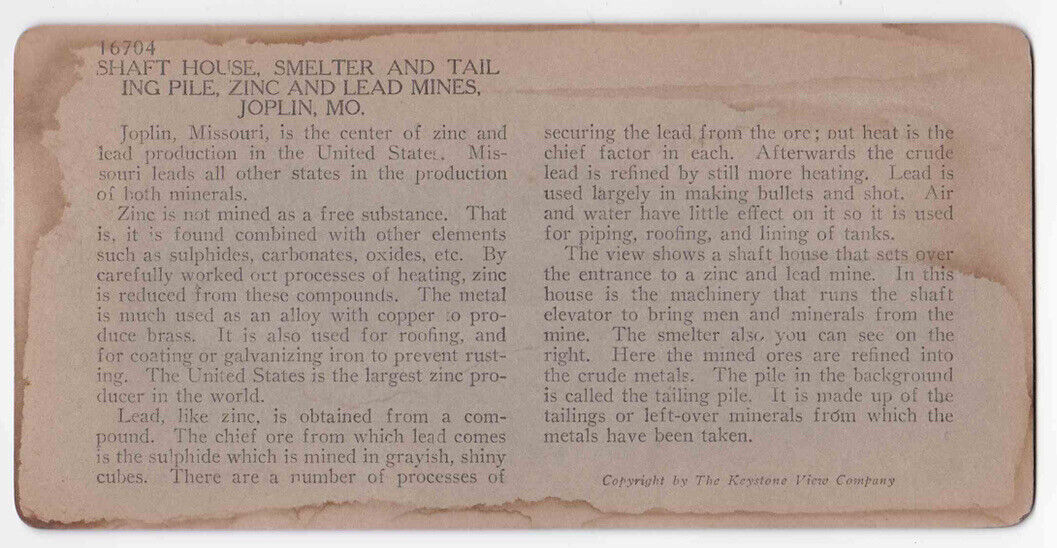 16704
SHAFT HOUSE, SMELTER AND TAIL
ING PILE, ZINC AND LEAD MINES,
JOPLIN, MO.
Joplin, Missouri, is the center of zinc and
lead production in the United States. Mis-
souri leads all other states in the production
of both minerals.
Zinc is not mined as a free substance. That
is, it is found combined with other elements
such as sulphides, carbonates, oxides, etc. By
carefully worked out processes of heating, zinc
is reduced from these compounds. The metal
is much used as an alloy with copper to pro-
duce brass. It is also used for roofing, and
for coating or galvanizing iron to prevent rust-
ing. The United States is the largest zinc pro-
ducer in the world.
Lead, like zinc, is obtained from a com-
pound. The chief ore from which lead comes
is the sulphide which is mined in grayish, shiny
cubes. There are a number of processes of
securing the lead from the ore; but heat is the
chief factor in each. Afterwards the crude
lead is refined by still more heating. Lead is
used largely in making bullets and shot. Air
and water have little effect on it so it is used
for piping, roofing, and lining of tanks.
The view shows a shaft house that sets over
the entrance to a zinc and lead mine. In this
house is the machinery that runs the shaft
elevator to bring men and minerals from the
mine. The smelter also you can see on the
right. Here the mined ores are refined into
the crude metals. The pile in the background
is called the tailing pile. It is made up of the
tailings or left-over minerals from which the
metals have been taken.
Copyright by The Keystone View Company